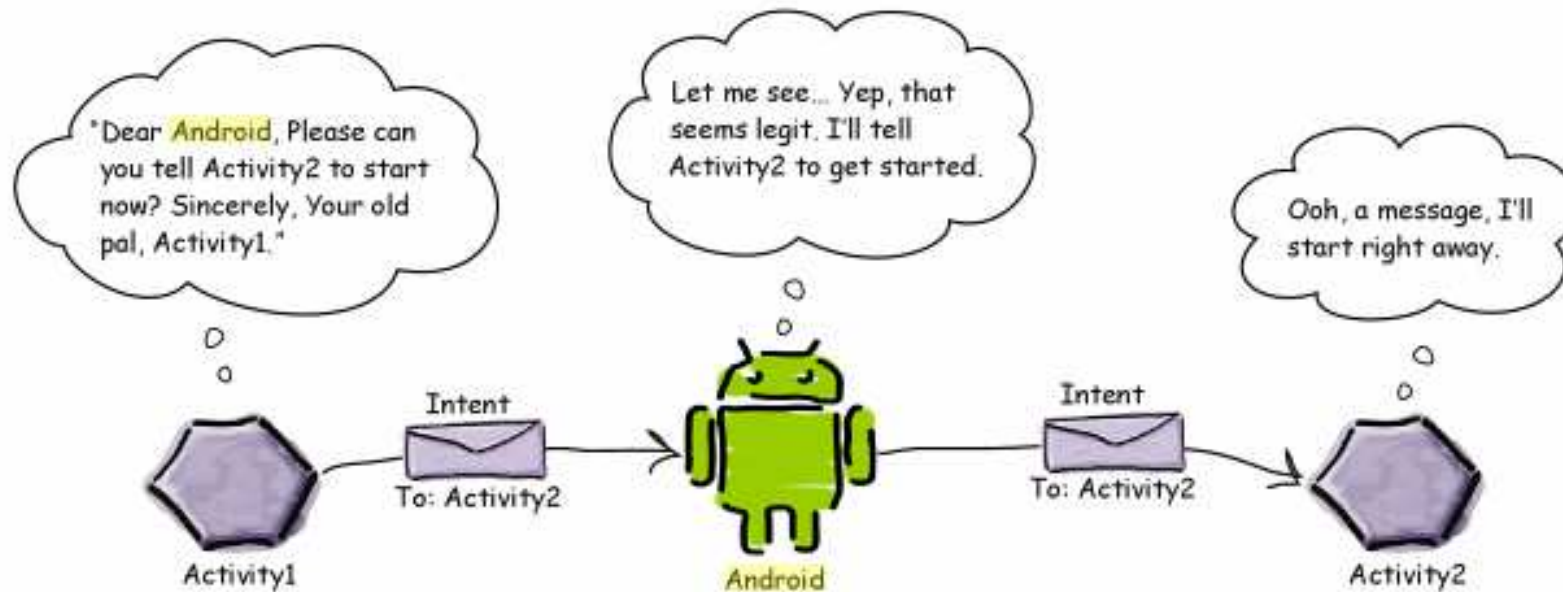 "Dear Android, Please can
you tell Activity2 to start
now? Sincerely, Your old
pal, Activity1."
Let me see... Yep, that
seems legit. I'll tell
Activity2 to get started.
Ooh, a message, I'll
start right away.
Intent
To: Activity2
Intent
To: Activity2
Activity1
Android
Activity2